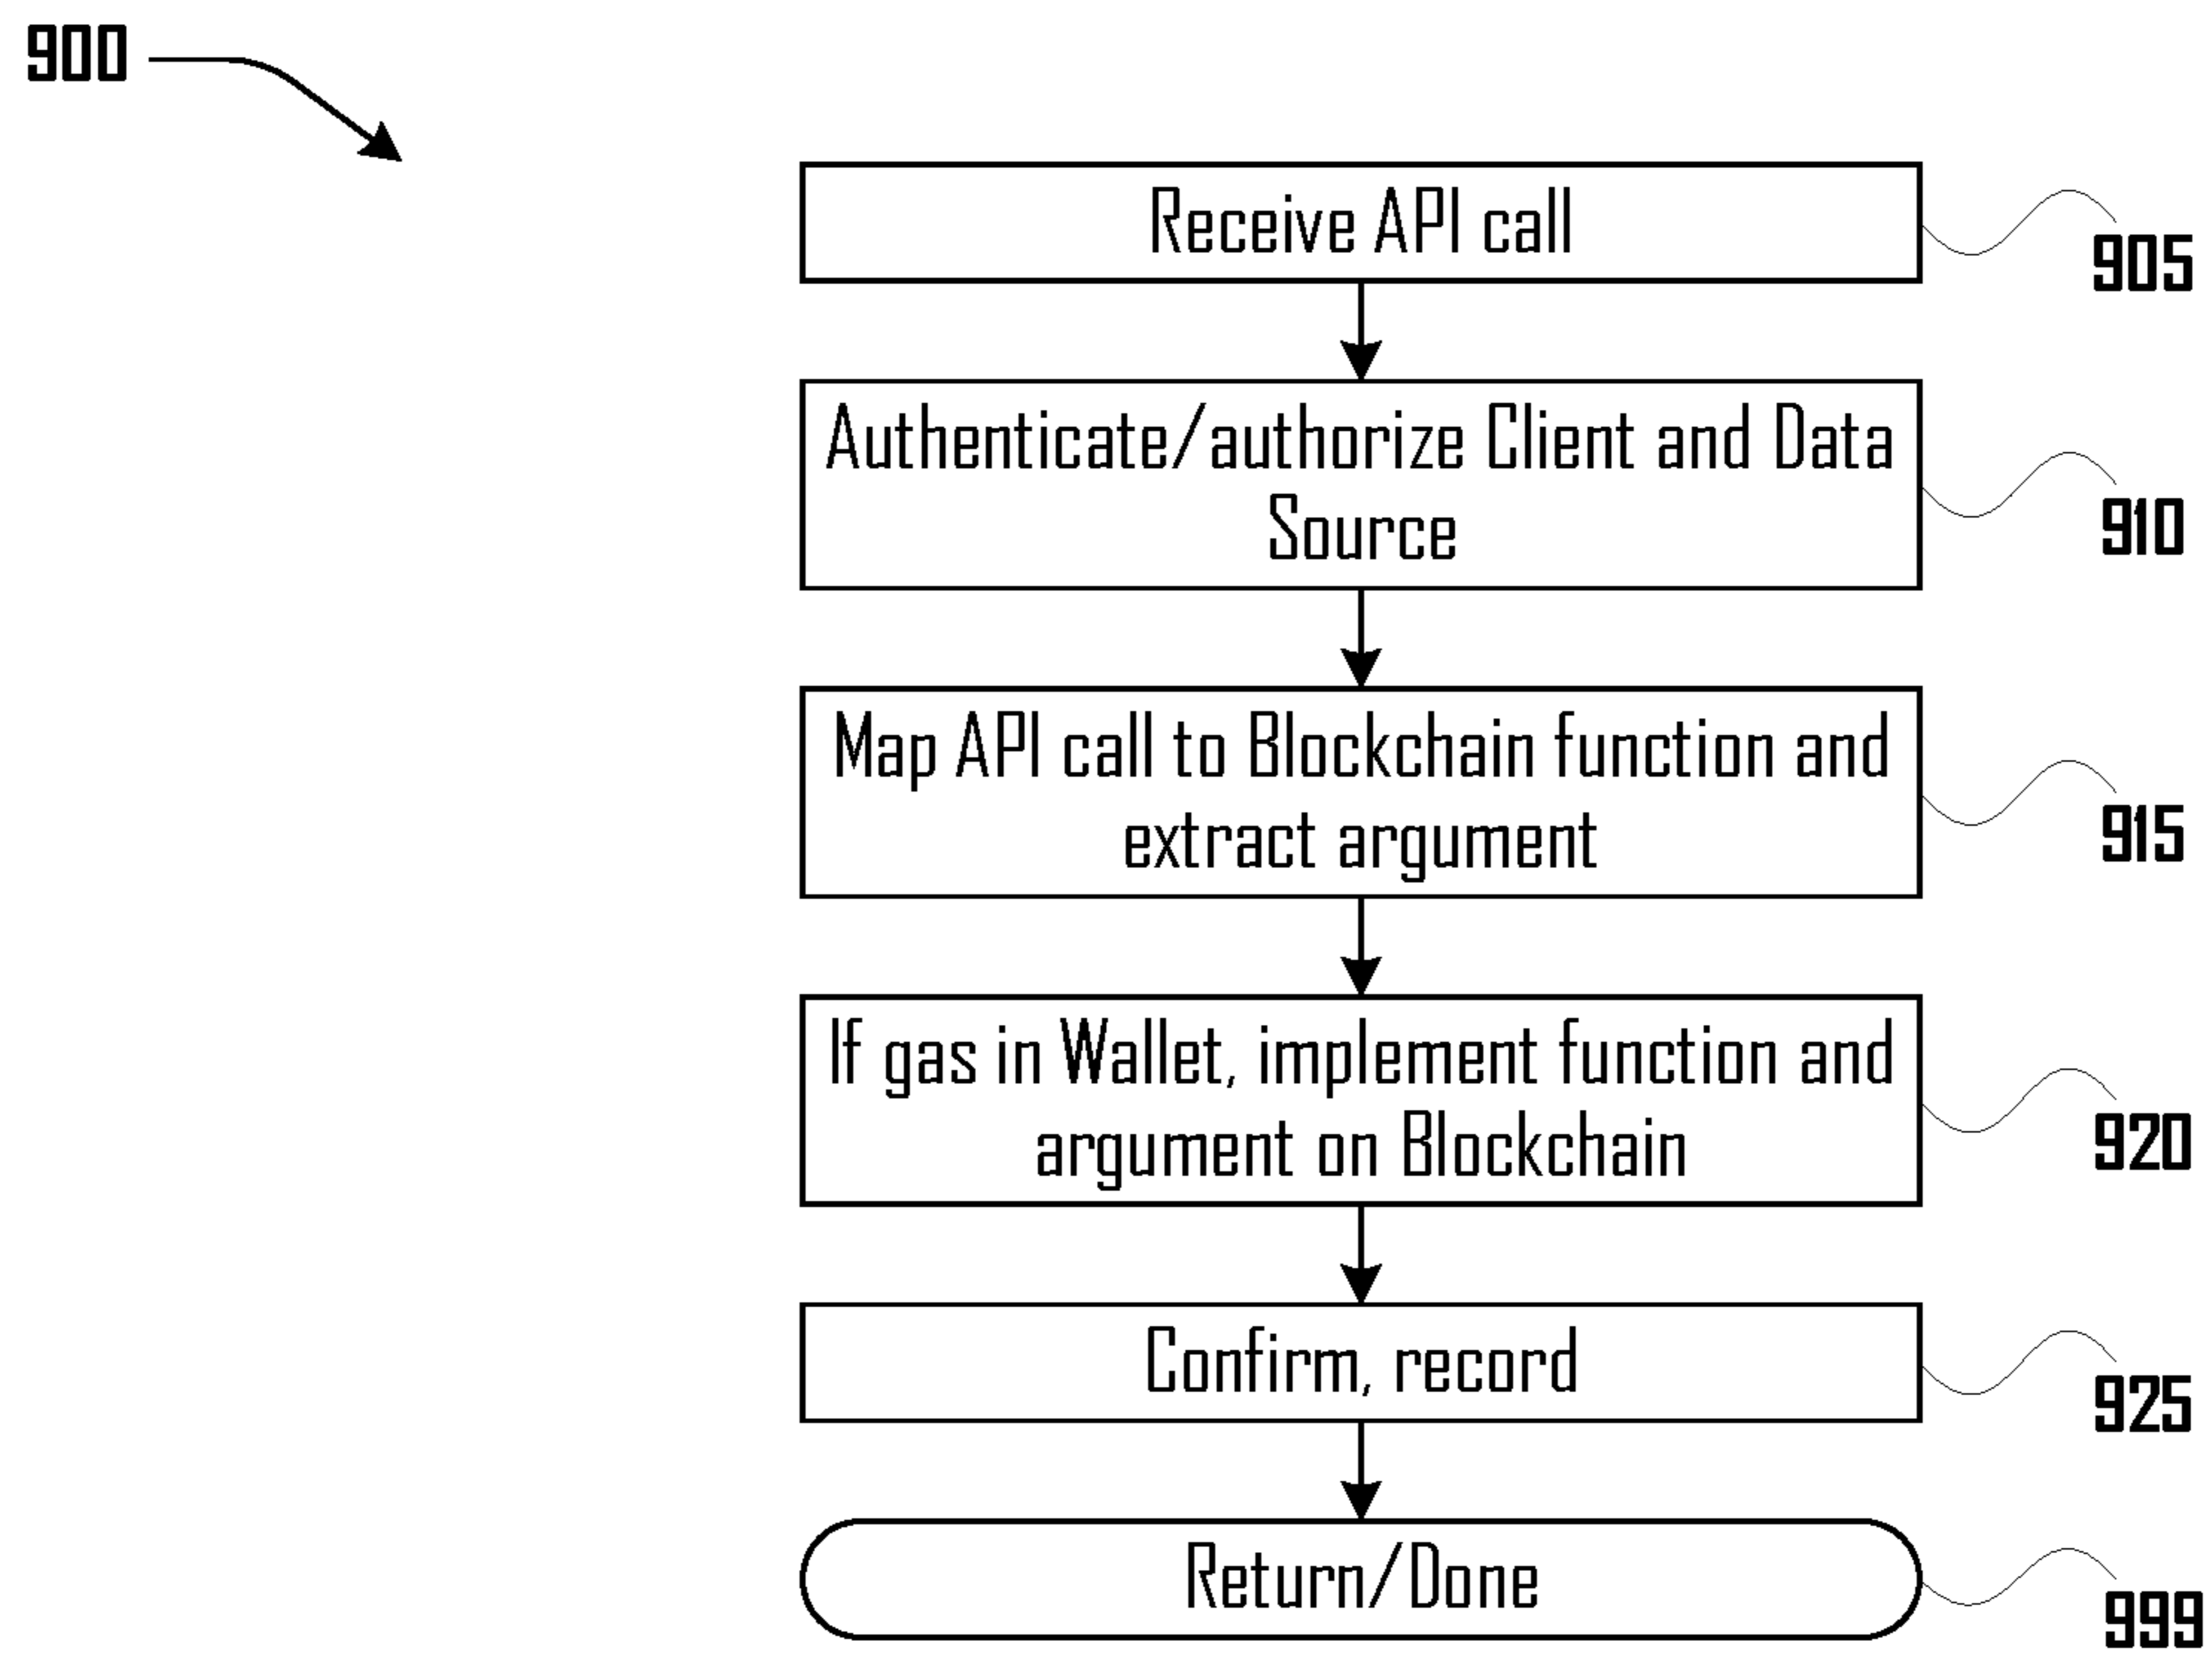 900
Receive API call
905
Authenticate/authorize Client and Data
Source
910
Map API call to Blockchain function and
extract argument
915
If gas in Wallet, implement function and
argument on Blockchain
920
Confirm, record
925
Return/Done
999